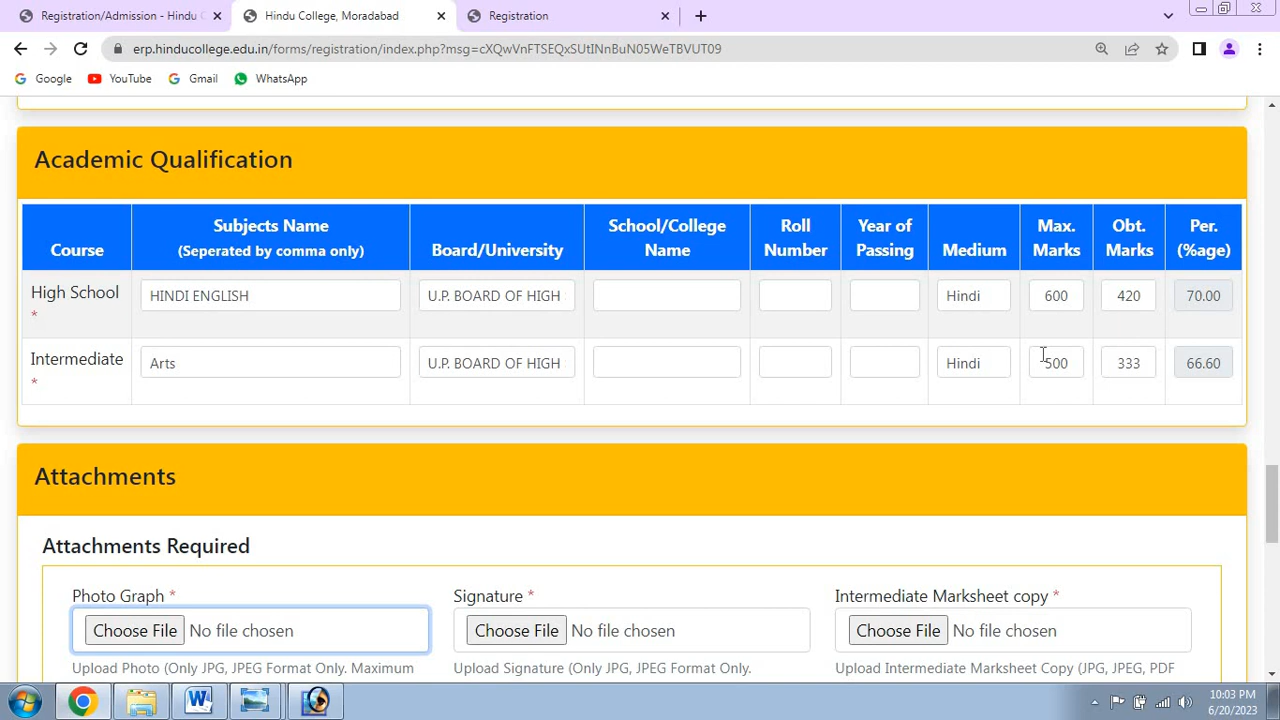 Registration/Admission - Hindu C
Hindu College, Moradabad
Registration
erp.hinducollege.edu.in/forms/registration/index.php?msg=cXQwVnFTSEQxSUtINnBuN05WeTBVUT09
Google
YouTube
Gmail
WhatsApp
Academic Qualification
Course
Subjects Name
(Seperated by comma only)
Board/University
School/College
Name
Roll
Number
Year of
Passing
Medium
Max.
Marks
Obt.
Marks
Per.
(%age)
High School
*
HINDI ENGLISH
U.P. BOARD OF HIGH
Hindi
600
420
70.00
Intermediate
*
Arts
U.P. BOARD OF HIGH
Hindi
500
333
66.60
Attachments
Attachments Required
Photo Graph *
Choose File No file chosen
Upload Photo (Only JPG, JPEG Format Only. Maximum
Signature *
Choose File No file chosen
Upload Signature (Only JPG, JPEG Format Only.
Intermediate Marksheet copy *
Choose File No file chosen
Upload Intermediate Marksheet Copy (JPG, JPEG, PDF
10:03 PM
6/20/2023